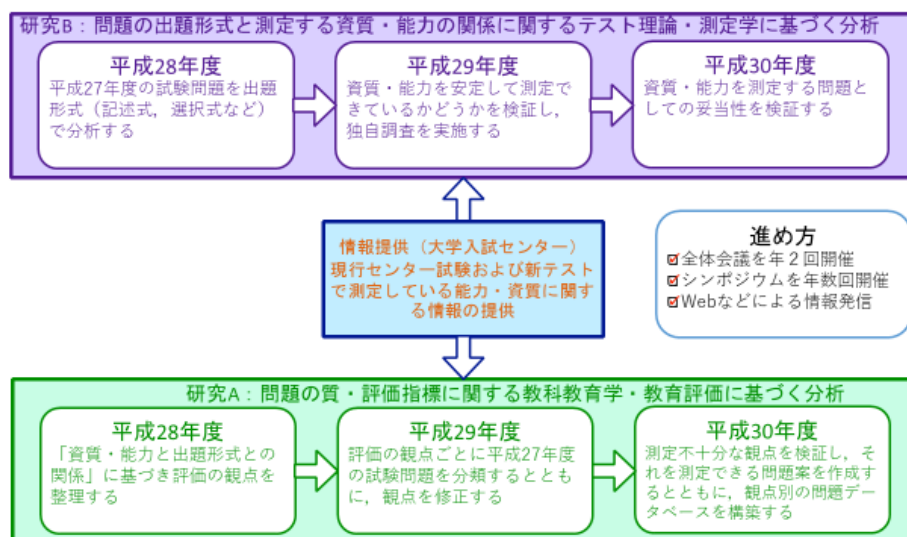 研究B：問題の出題形式と測定する資質・能力の関係に関するテスト理論・測定学に基づく分析
平成28年度
平成27年度の試験問題を出題
形式（記述式，選択式など）
で分析する
平成29年度
資質・能力を安定して測定で
きているかどうかを検証し，
独自調査を実施する
平成30年度
資質・能力を測定する問題と
しての妥当性を検証する
情報提供（大学入試センター）
現行センター試験および新テスト
で測定している能力・資質に関す
る情報の提供
進め方
全体会議を年２回開催
シンポジウムを年数回開催
Webなどによる情報発信
研究A：問題の質・評価指標に関する教科教育学・教育評価に基づく分析
平成28年度
「資質・能力と出題形式との
関係」に基づき評価の観点を
整理する
平成29年度
評価の観点ごとに平成27年度
の試験問題を分類するととも
に，観点を修正する
平成30年度
測定不十分な観点を検証し，そ
れを測定できる問題案を作成す
るとともに，観点別の問題デー
タベースを構築する